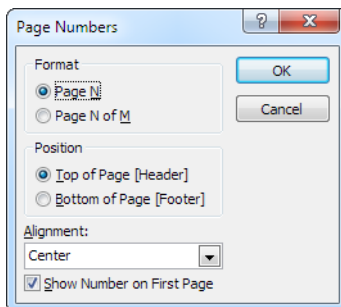 Page Numbers
Format
Page N
Page N of M
OK
Cancel
Position
Top of Page [Header]
Bottom of Page [Footer]
Alignment:
Center
Show Number on First Page